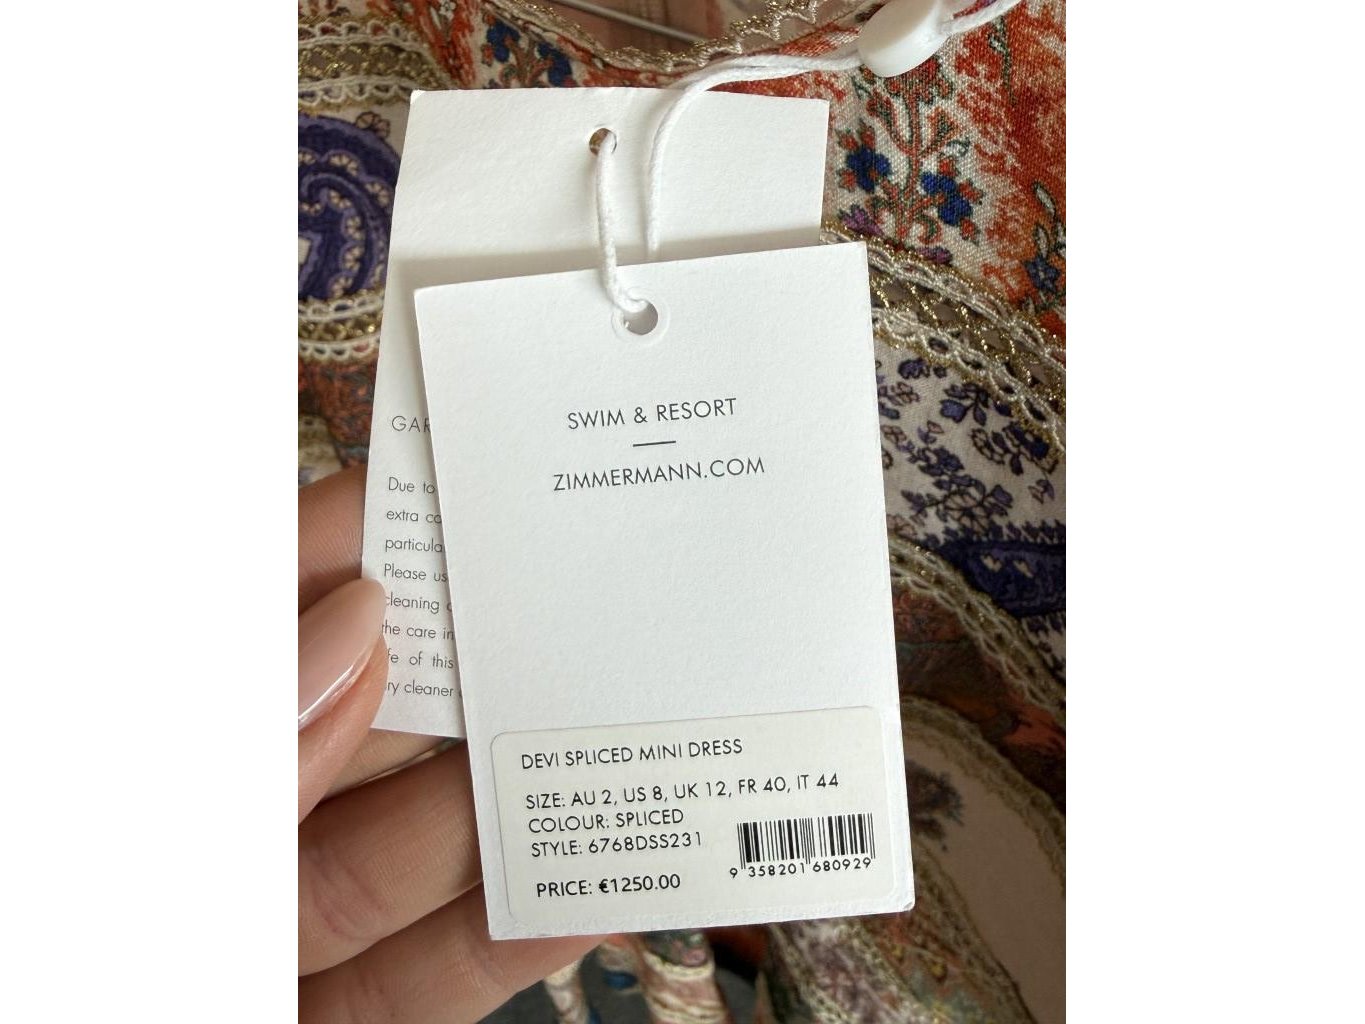 SWIM & RESORT
ZIMMERMANN.COM
DEVI SPLICED MINI DRESS
SIZE: AU 2, US 8, UK 12, FR 40, IT 44
COLOUR: SPLICED
STYLE: 6768DSS231
PRICE: €1250.00
9 358201 680929
Due to
extra
Please
cleaning
the care
of this
cleaner